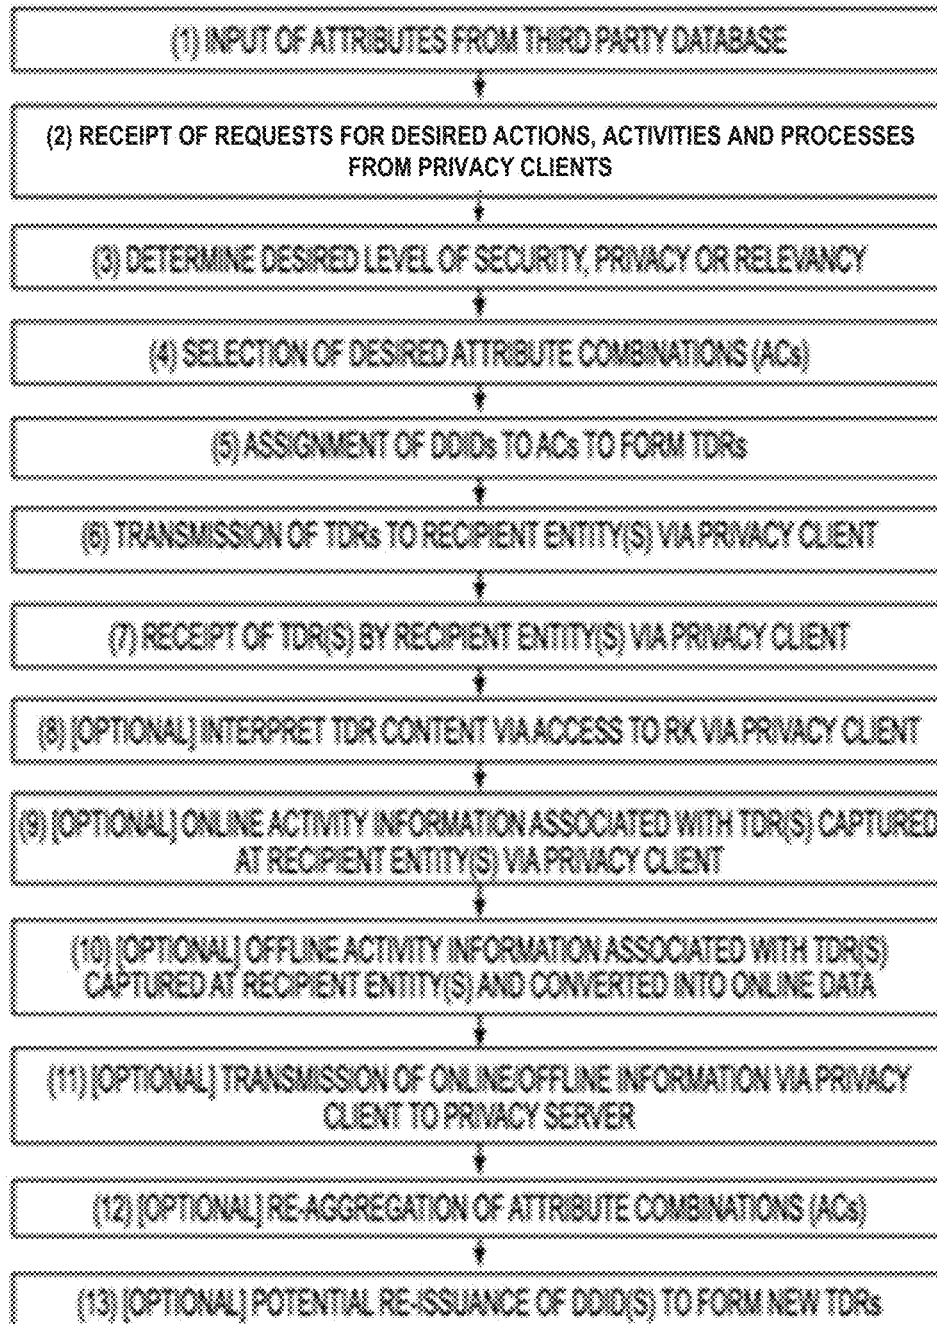 (1) INPUT OF ATTRIBUTES FROM THIRD PARTY DATABASE
(2) RECEIPT OF REQUESTS FOR DESIRED ACTIONS, ACTIVITIES AND PROCESSES
FROM PRIVACY CLIENTS
(3) DETERMINE DESIRED LEVEL OF SECURITY, PRIVACY OR RELEVANCY
(4) SELECTION OF DESIRED ATTRIBUTE COMBINATIONS (ACs)
(5) ASSIGNMENT OF DDIDs TO ACs TO FORM TDRs
(6) TRANSMISSION OF TDRs TO RECIPIENT ENTITY(S) VIA PRIVACY CLIENT
(7) RECEIPT OF TDR(S) BY RECIPIENT ENTITY(S) VIA PRIVACY CLIENT
(8) [OPTIONAL] INTERPRET TDR CONTENT VIA ACCESS TO RK VIA PRIVACY CLIENT
(9) [OPTIONAL] ONLINE ACTIVITY INFORMATION ASSOCIATED WITH TDR(S) CAPTURED
AT RECIPIENT ENTITY(S) VIA PRIVACY CLIENT
(10) [OPTIONAL] OFFLINE ACTIVITY INFORMATION ASSOCIATED WITH TDR(S)
CAPTURED AT RECIPIENT ENTITY(S) AND CONVERTED INTO ONLINE DATA
(11) [OPTIONAL] TRANSMISSION OF ONLINE/OFFLINE INFORMATION VIA PRIVACY
CLIENT TO PRIVACY SERVER
(12) [OPTIONAL] RE-AGGREGATION OF ATTRIBUTE COMBINATIONS (ACs)
(13) [OPTIONAL] POTENTIAL RE-ISSUANCE OF DDID(S) TO FORM NEW TDRs